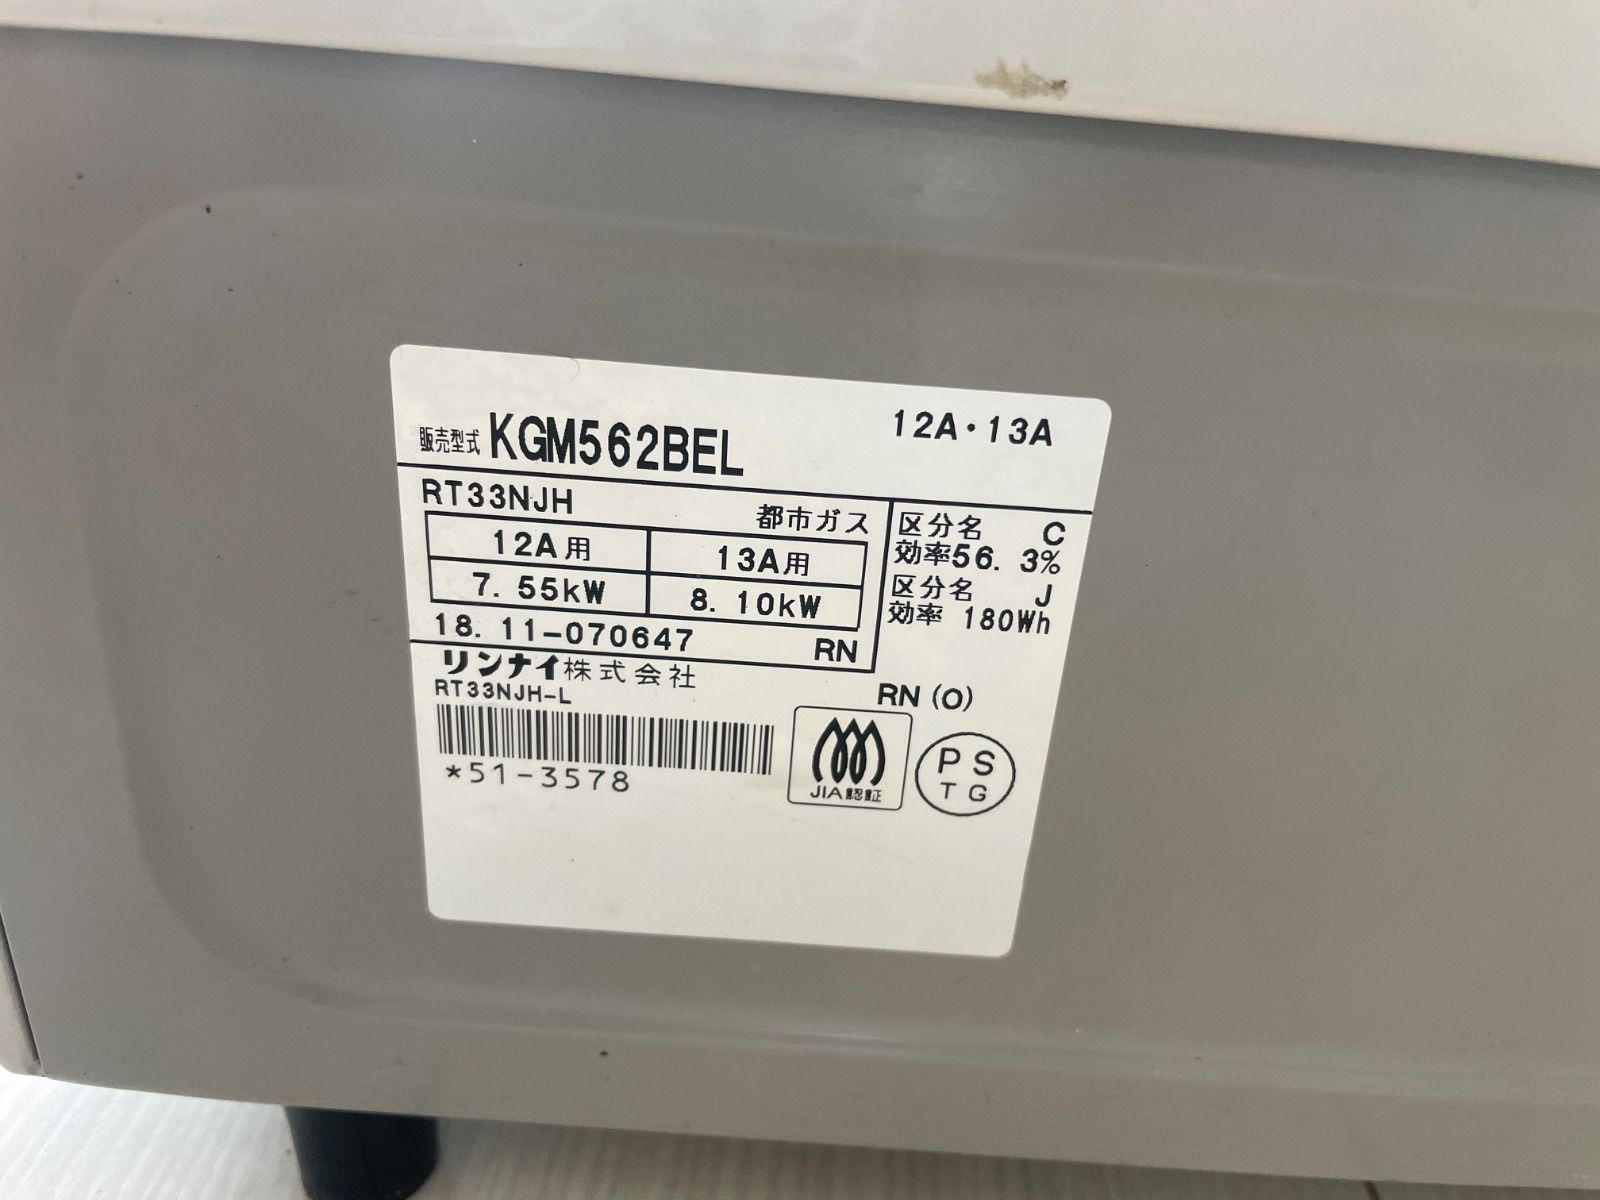 販売型式 KGM562BEL 12A・13A
RT33NJH 都市ガス
12A用 13A用
7.55kW 8.10kW
18.11-070647 RN
区分名 C
効率56.3%
区分名 J
効率 180Wh
リンナイ株式会社
RT33NJH-L
RN(O)
*51-3578
JIA認証
PS
TG